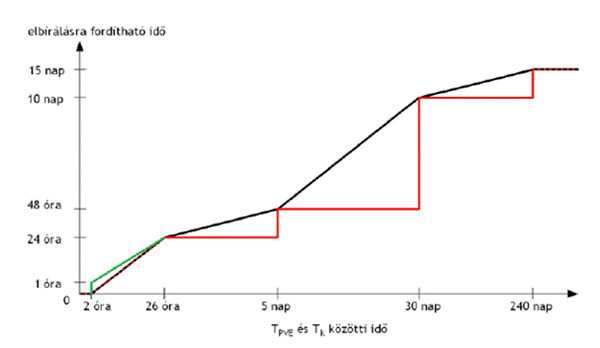 elbírálásra fordítható idő
15 nap
10 nap
48 óra
24 óra
1 óra
0
2 óra 26 óra 5 nap 30 nap 240 nap
TPVE és Tk közötti idő